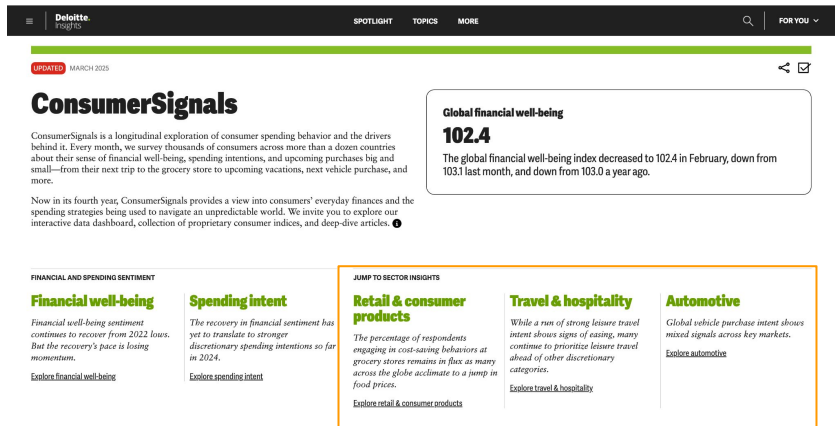 Deloitte.
Insights
SPOTLIGHT TOPICS MORE
FOR YOU
UPDATED MARCH 2025
ConsumerSignals
ConsumerSignals is a longitudinal exploration of consumer spending behavior and the drivers
behind it. Every month, we survey thousands of consumers across more than a dozen countries
about their sense of financial well-being, spending intentions, and upcoming purchases big and
small—from their next trip to the grocery store to upcoming vacations, next vehicle purchase, and
more.
Now in its fourth year, ConsumerSignals provides a view into consumers' everyday finances and the
spending strategies being used to navigate an unpredictable world. We invite you to explore our
interactive data dashboard, collection of proprietary consumer indices, and deep-dive articles.
Global financial well-being
102.4
The global financial well-being index decreased to 102.4 in February, down from
103.1 last month, and down from 103.0 a year ago.
FINANCIAL AND SPENDING SENTIMENT
Financial well-being
Financial well-being sentiment
continues to recover from 2022 lows.
But the recovery's pace is losing
momentum.
Explore financial well-being
Spending intent
The recovery in financial sentiment has
yet to translate to stronger
discretionary spending intentions so far
in 2024.
Explore spending intent
JUMP TO SECTOR INSIGHTS
Retail & consumer
products
The percentage of respondents
engaging in cost-saving behaviors at
grocery stores remains in flux as many
across the globe acclimate to a jump in
food prices.
Explore retail & consumer products
Travel & hospitality
While a run of strong leisure travel
intent shows signs of easing, many
continue to prioritize leisure travel
ahead of other discretionary
categories.
Explore travel & hospitality
Automotive
Global vehicle purchase intent shows
mixed signals across key markets.
Explore automotive